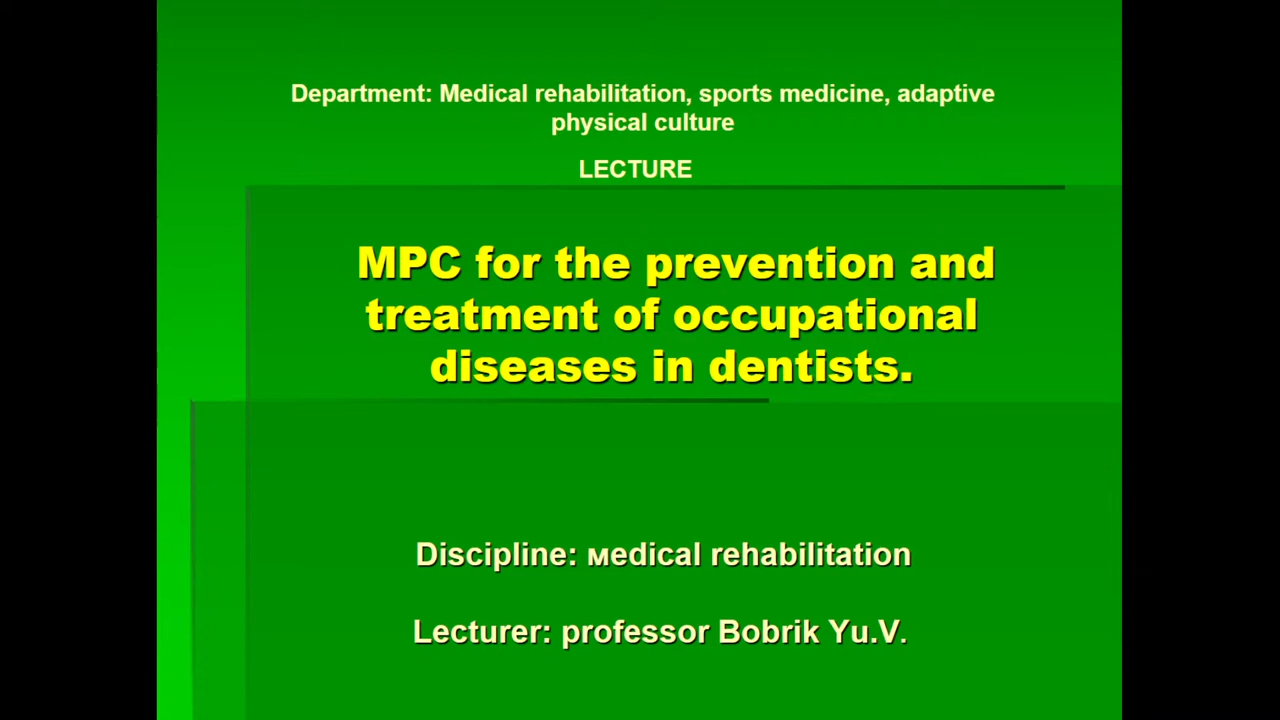 Department: Medical rehabilitation, sports medicine, adaptive
physical culture
LECTURE
MPC for the prevention and
treatment of occupational
diseases in dentists.
Discipline: мedical rehabilitation
Lecturer: professor Bobrik Yu.V.